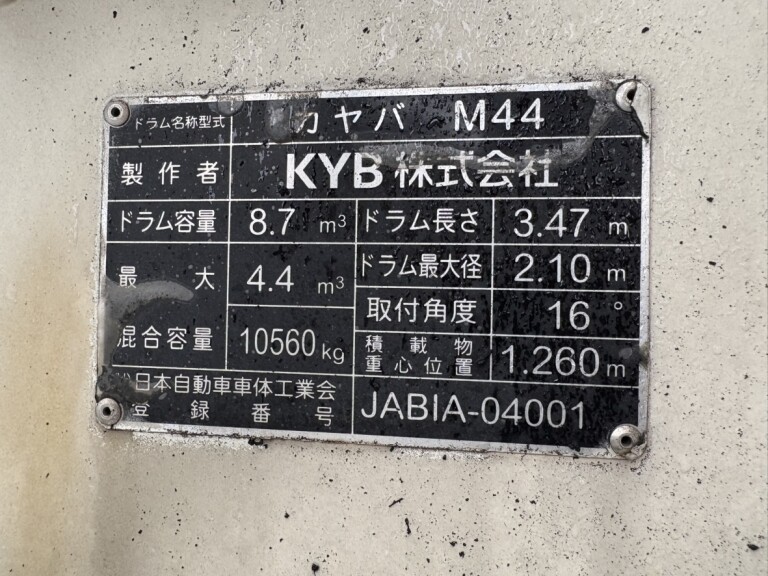 ドラム名称型式 カヤバ M44
製作者 KYB株式会社
ドラム容量 8.7 m³ ドラム長さ 3.47 m
最大 4.4 m³ ドラム最大径 2.10 m
取付角度 16°
混合容量 10560 kg 積載物重心位置 1.260 m
日本自動車車体工業会
登録番号 JABIA-04001